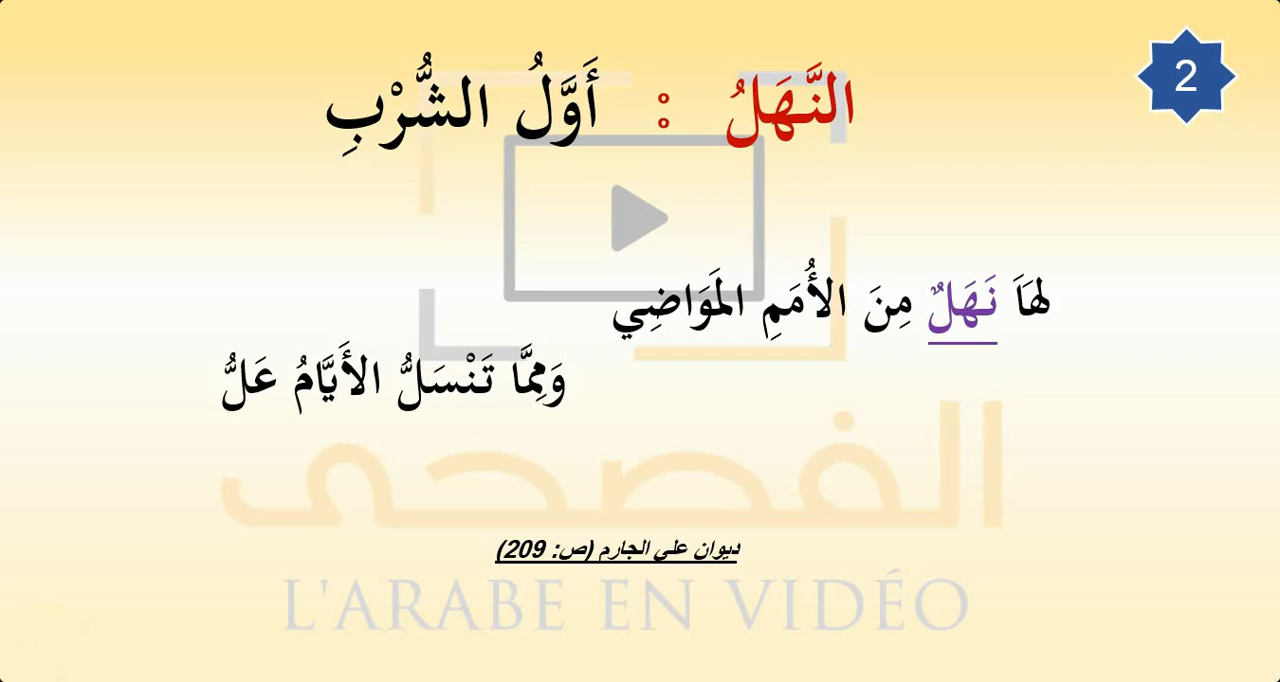 2
النَّهَلُ : أَوَّلُ الشُّرْبِ
لهَاَ نَهَلٌ مِنَ الأُمَمِ المَوَاضِي
وَمِمَّا تَنْسَلُّ الأَيَّامُ عَلُّ
الفصحى
ديوان علي الجارم (ص: 209)
L'ARABE EN VIDÉO